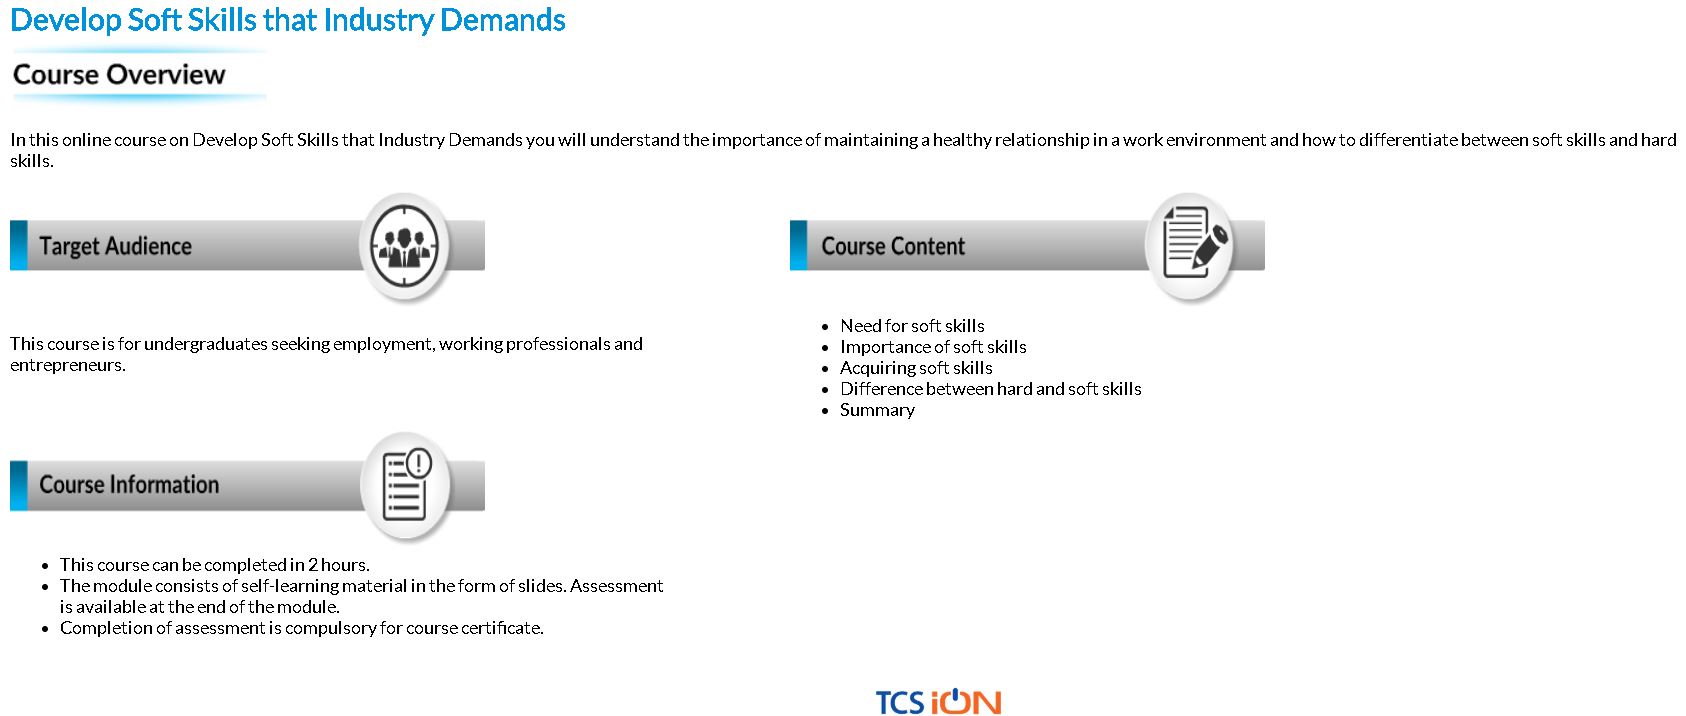 Develop Soft Skills that Industry Demands
Course Overview
In this online course on Develop Soft Skills that Industry Demands you will understand the importance of maintaining a healthy relationship in a work environment and how to differentiate between soft skills and hard
skills.
Target Audience
This course is for undergraduates seeking employment, working professionals and
entrepreneurs.
Course Content
• Need for soft skills
• Importance of soft skills
• Acquiring soft skills
• Difference between hard and soft skills
• Summary
Course Information
• This course can be completed in 2 hours.
• The module consists of self-learning material in the form of slides. Assessment
is available at the end of the module.
• Completion of assessment is compulsory for course certificate.
TCS iON